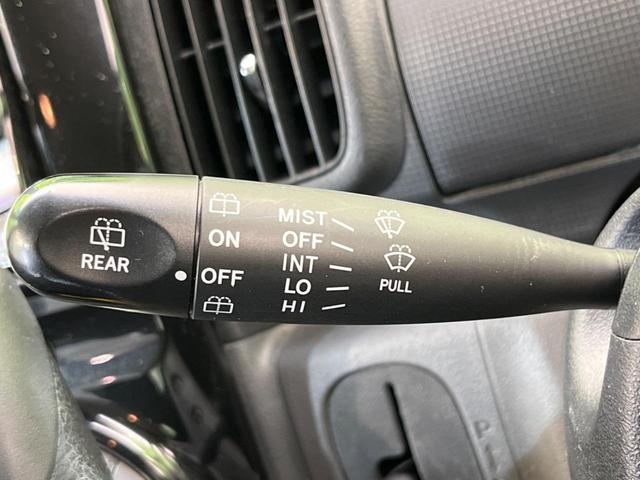 REAR
ON
OFF
MIST
OFF
INT
LO
HI
PULL
P